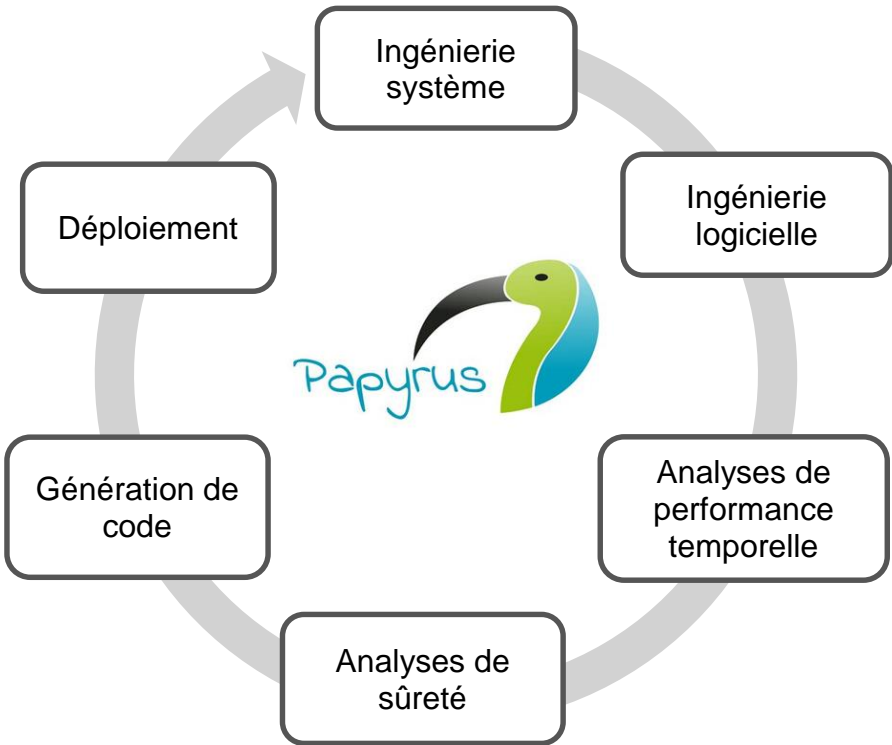 Ingénierie
système
Ingénierie
logicielle
Analyses de
performance
temporelle
Analyses de
sûreté
Génération de
code
Déploiement
Papyrus